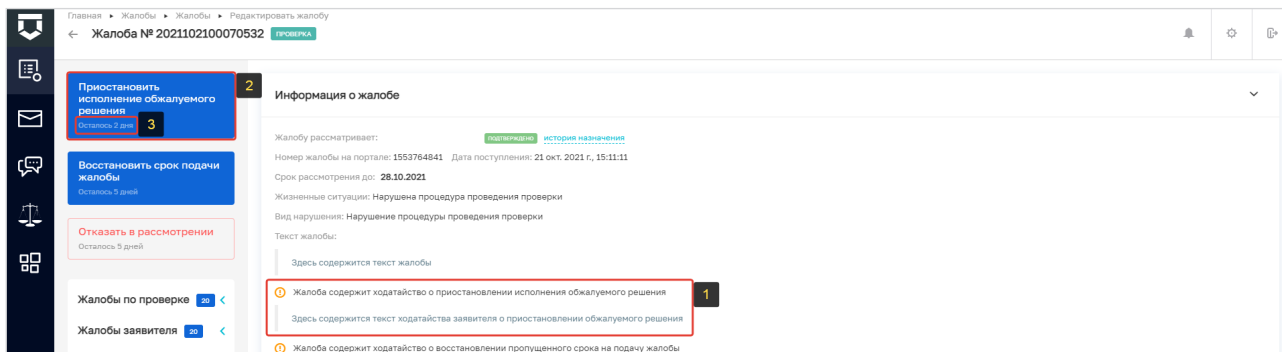 Главная ▸ Жалобы ▸ Жалобы ▸ Редактировать жалобу
← Жалоба № 2021102100070532 ПРОВЕРКА
Приостановить
исполнение обжалуемого
решения
Осталось 2 дня
2
3
Восстановить срок подачи
жалобы
Осталось 5 дней
Отказать в рассмотрении
Осталось 5 дней
Жалобы по проверке 20
Жалобы заявителя 20
Информация о жалобе
Жалобу рассматривает: ПОДТВЕРЖДЕНО история назначения
Номер жалобы на портале: 1553764841 Дата поступления: 21 окт. 2021 г., 15:11:11
Срок рассмотрения до: 28.10.2021
Жизненные ситуации: Нарушена процедура проведения проверки
Вид нарушения: Нарушение процедуры проведения проверки
Текст жалобы:
Здесь содержится текст жалобы
Жалоба содержит ходатайство о приостановлении исполнения обжалуемого решения
1
Здесь содержится текст ходатайства заявителя о приостановлении обжалуемого решения
Жалоба содержит ходатайство о восстановлении пропущенного срока на подачу жалобы